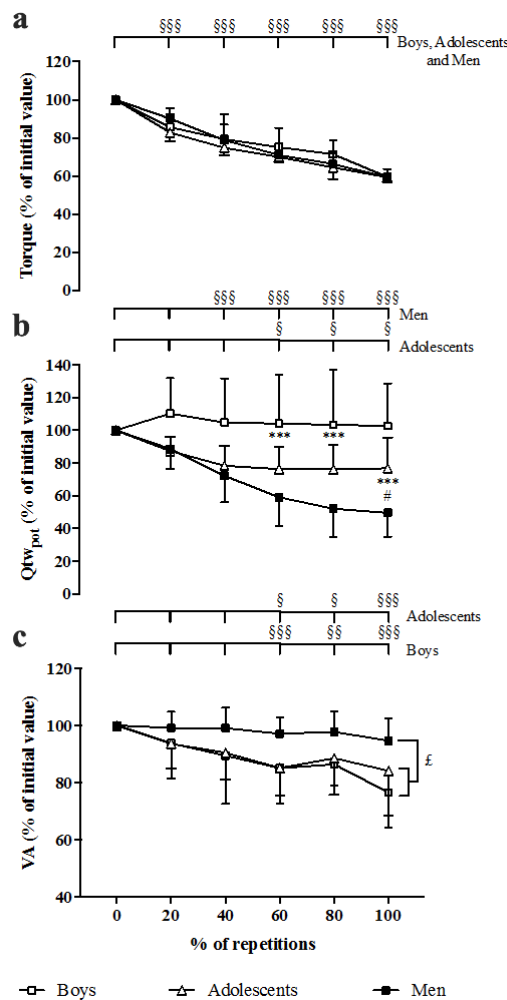 a
§§§ §§§ §§§ §§§ §§§
Boys, Adolescents
and Men
Torque (% of initial value)
120
100
80
60
40
20
0
§§§ §§§ §§§ §§§
Men
b
§ § §
Adolescents
Qtwpot (% of initial value)
140
120
100
80
60
40
20
0
*** ***
***
#
§ § §§§
Adolescents
c
§§§ §§ §§§
Boys
VA (% of initial value)
120
100
80
60
40
£
0 20 40 60 80 100
% of repetitions
Boys Adolescents Men